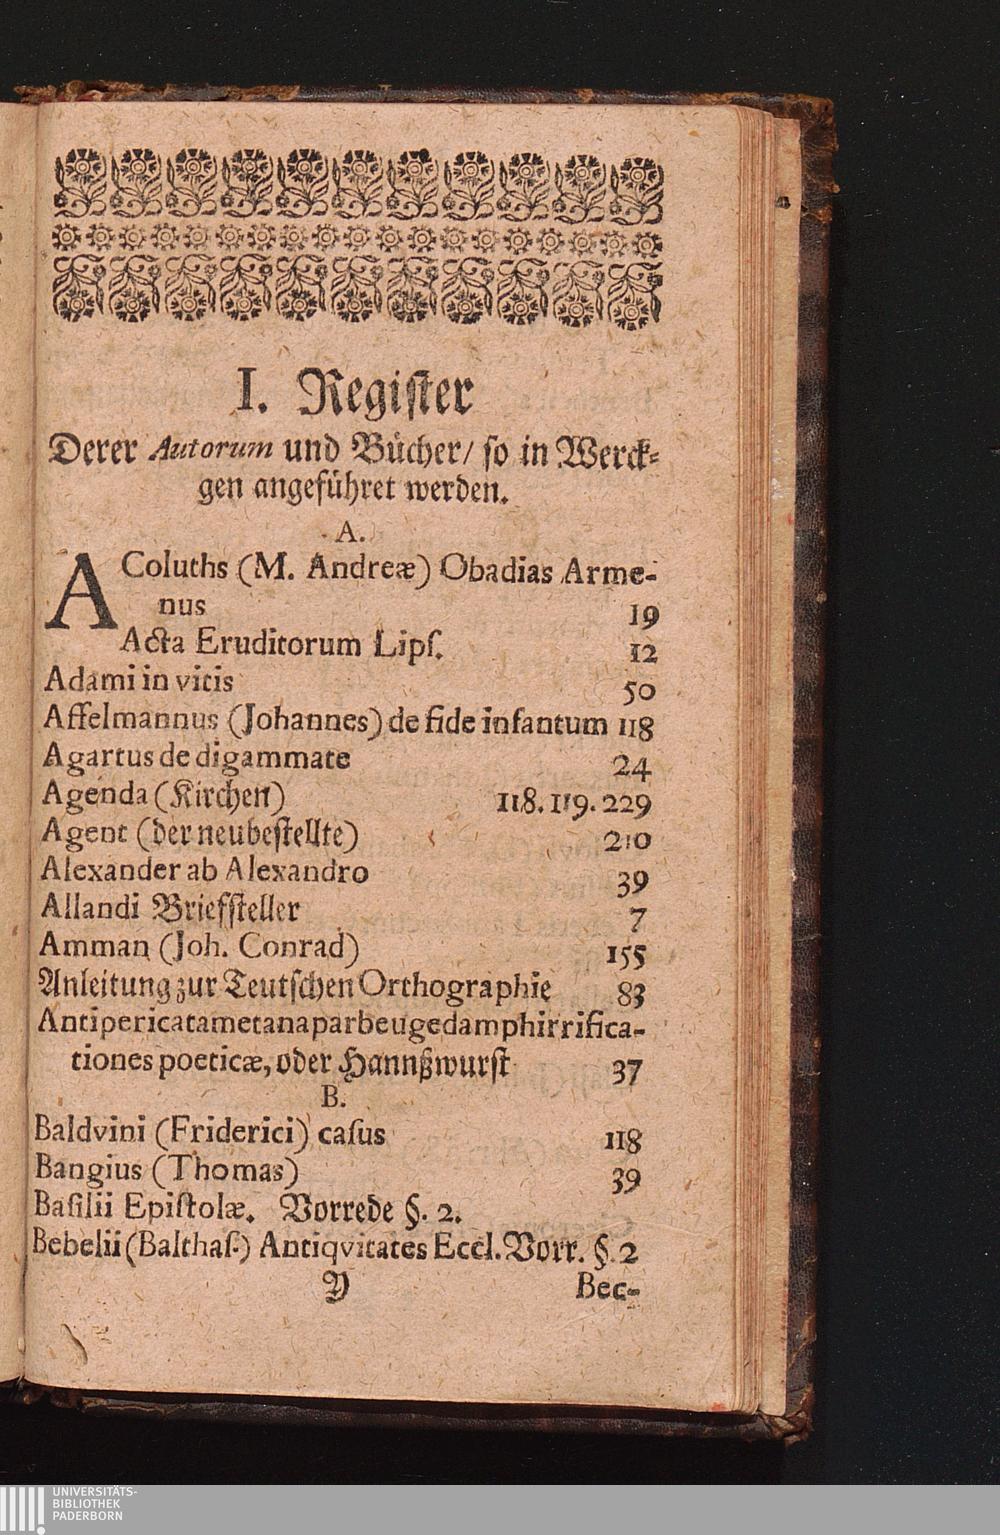 I. Register
Derer Autorum und Bücher/ so in Werck-
gen angeführet werden.
A.
ACOluths (M. Andreæ) Obadias Arme-
nus 19
Acta Eruditorum Lipſ. 12
Adami in vitis 50
Affelmannus (Johannes) de fide infantum 118
Agartus de digammate 24
Agenda (Kirchen) 118. 119. 229
Agent (der neubeſtellte) 210
Alexander ab Alexandro 39
Allandi Briefſteller 7
Amman (Joh. Conrad) 155
Anleitung zur Teutſchen Orthographie 83
Antipericatametanaparbeugedamphirrifica-
tiones poeticæ, oder Hannßwurſt 37
B.
Baldvini (Friderici) caſus 118
Bangius (Thomas) 39
Baſilii Epiſtolæ. Vorrede §. 2.
Bebelii (Balthaſ.) Antiqvitates Eccl. Vorr. §. 2
Y Bec-
UNIVERSITÄTS-
BIBLIOTHEK
PADERBORN